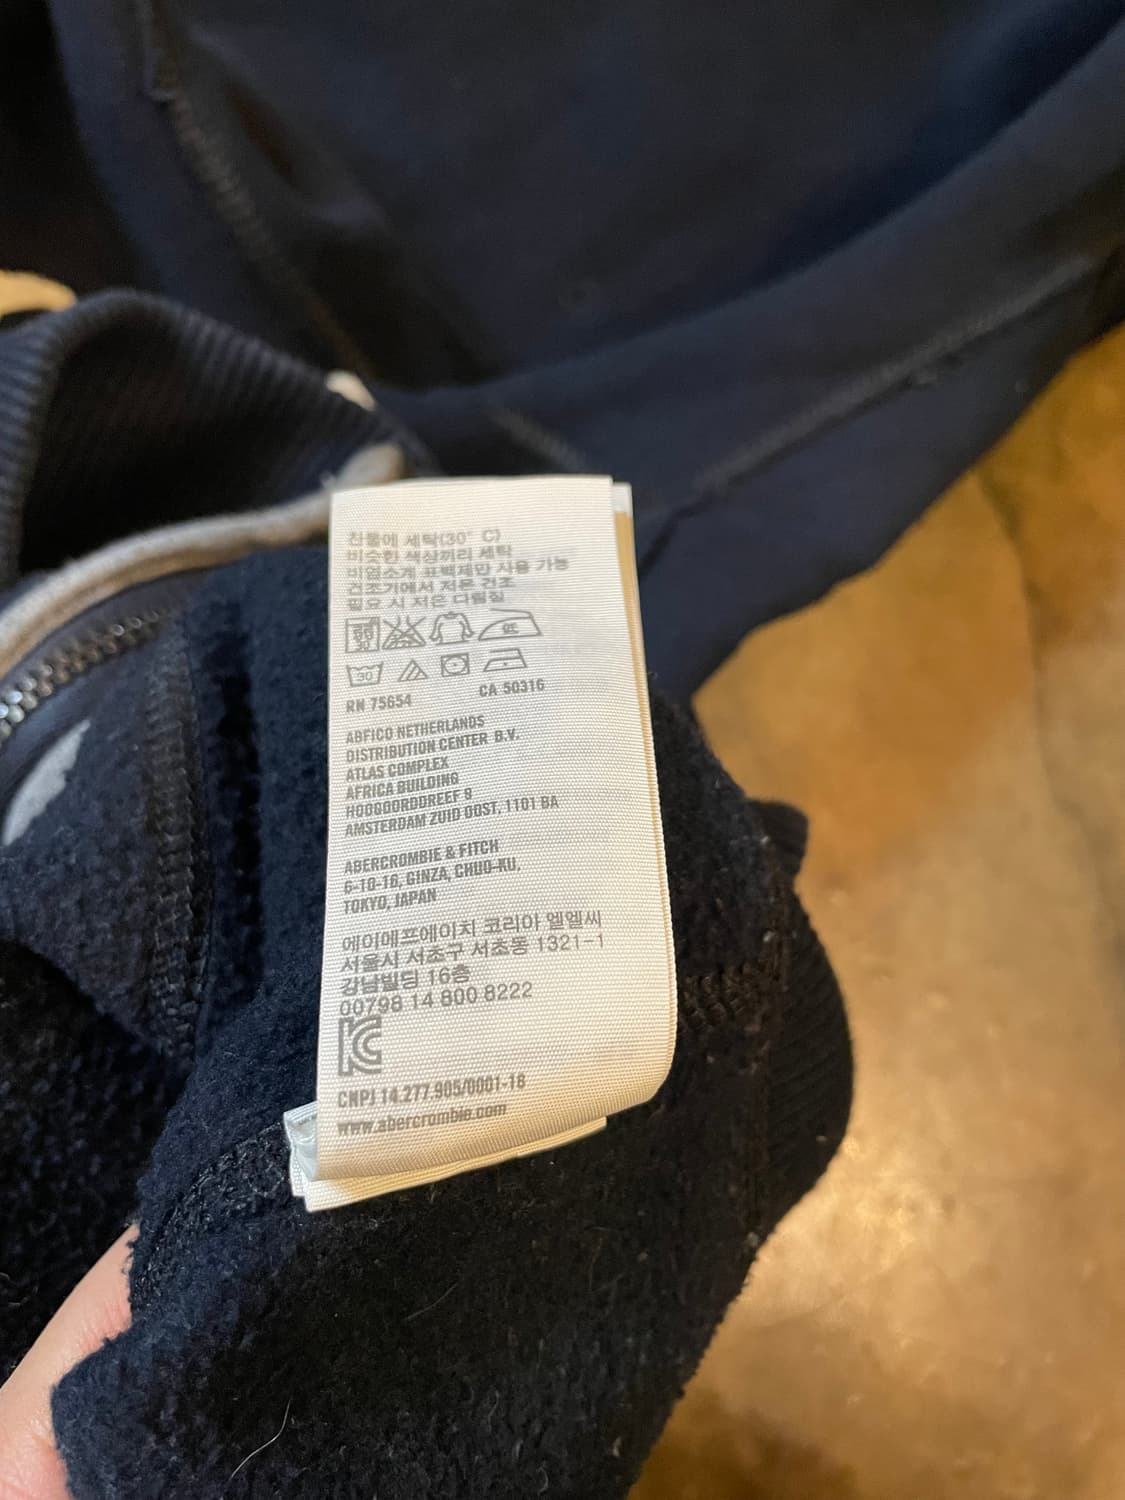 찬물에 세탁(30° C)
비슷한 색상끼리 세탁
비염소계 표백제만 사용 가능
건조기에서 저온 건조
필요 시 저온 다림질
30
RN 75654 CA 50316
ABFICO NETHERLANDS
DISTRIBUTION CENTER B.V.
ATLAS COMPLEX
AFRICA BUILDING
HOOGOORDDREEF 9
AMSTERDAM ZUID OOST, 1101 BA
ABERCROMBIE & FITCH
6-10-16, GINZA, CHUO-KU,
TOKYO, JAPAN
에이에프에이치 코리아 엘엘씨
서울시 서초구 서초동 1321-1
강남빌딩 16층
00798 14 800 8222
KC
CNPJ 14.277.905/0001-18
www.abercrombie.com